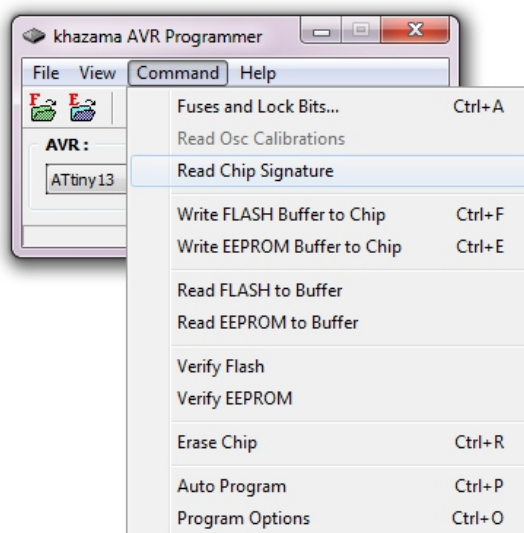 khazama AVR Programmer
File View Command Help
F E
AVR :
ATtiny13
Fuses and Lock Bits... Ctrl+A
Read Osc Calibrations
Read Chip Signature
Write FLASH Buffer to Chip Ctrl+F
Write EEPROM Buffer to Chip Ctrl+E
Read FLASH to Buffer
Read EEPROM to Buffer
Verify Flash
Verify EEPROM
Erase Chip Ctrl+R
Auto Program Ctrl+P
Program Options Ctrl+O